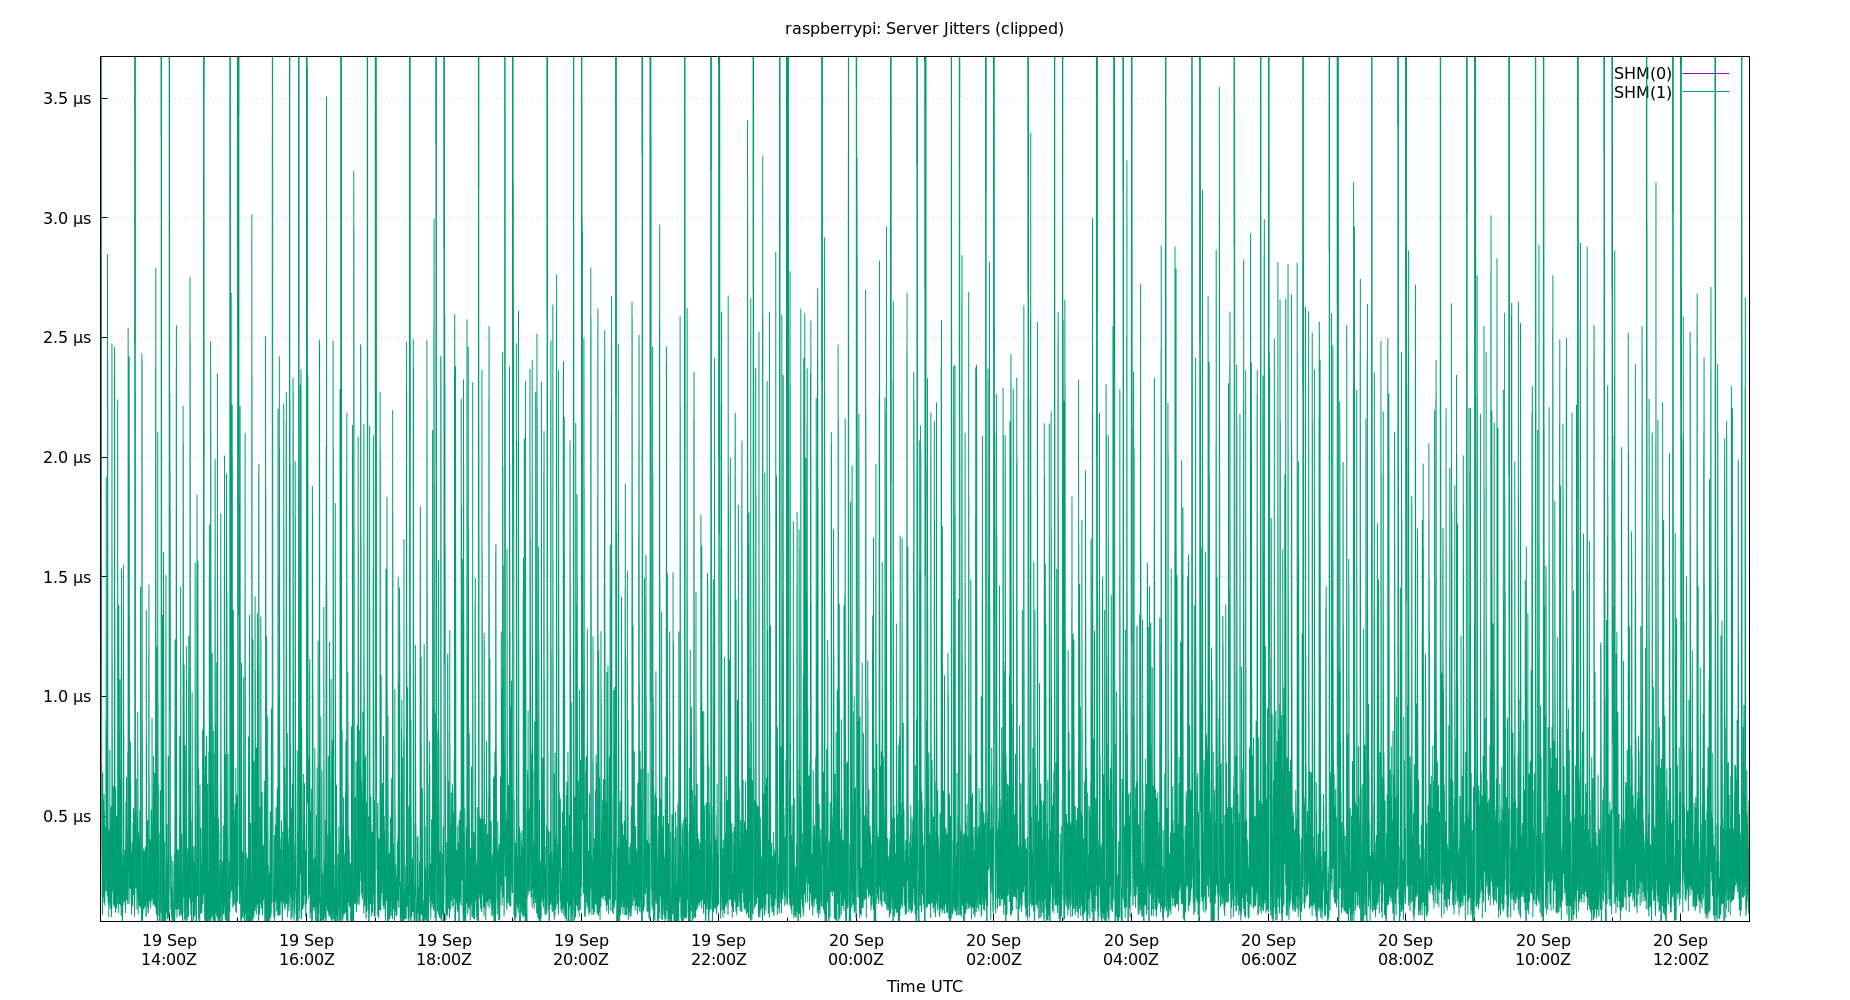 raspberrypi: Server Jitters (clipped)
SHM(0)
SHM(1)
3.5 µs
3.0 µs
2.5 µs
2.0 µs
1.5 µs
1.0 µs
0.5 µs
19 Sep 19 Sep 19 Sep 19 Sep 19 Sep 20 Sep 20 Sep 20 Sep 20 Sep 20 Sep 20 Sep 20 Sep
14:00Z 16:00Z 18:00Z 20:00Z 22:00Z 00:00Z 02:00Z 04:00Z 06:00Z 08:00Z 10:00Z 12:00Z
Time UTC